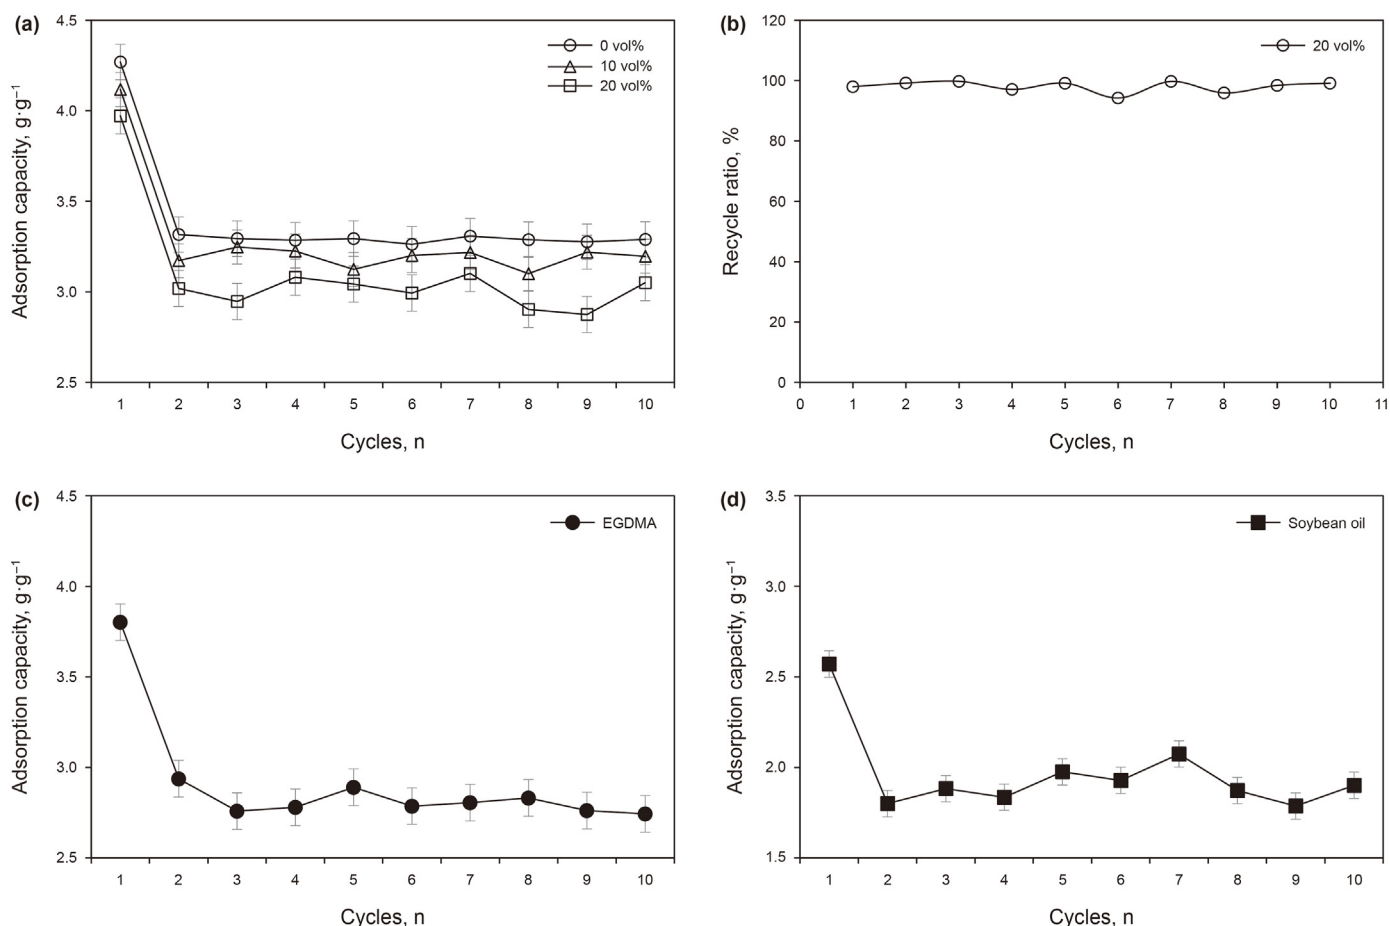 (a)
4.5
4.0
3.5
3.0
2.5
Adsorption capacity, g·g⁻¹
0 vol%
10 vol%
20 vol%
1 2 3 4 5 6 7 8 9 10
Cycles, n
(b)
120
100
80
60
40
20
0
Recycle ratio, %
20 vol%
0 1 2 3 4 5 6 7 8 9 10 11
Cycles, n
(c)
4.5
4.0
3.5
3.0
2.5
Adsorption capacity, g·g⁻¹
EGDMA
1 2 3 4 5 6 7 8 9 10
Cycles, n
(d)
3.5
3.0
2.5
2.0
1.5
Adsorption capacity, g·g⁻¹
Soybean oil
1 2 3 4 5 6 7 8 9 10
Cycles, n